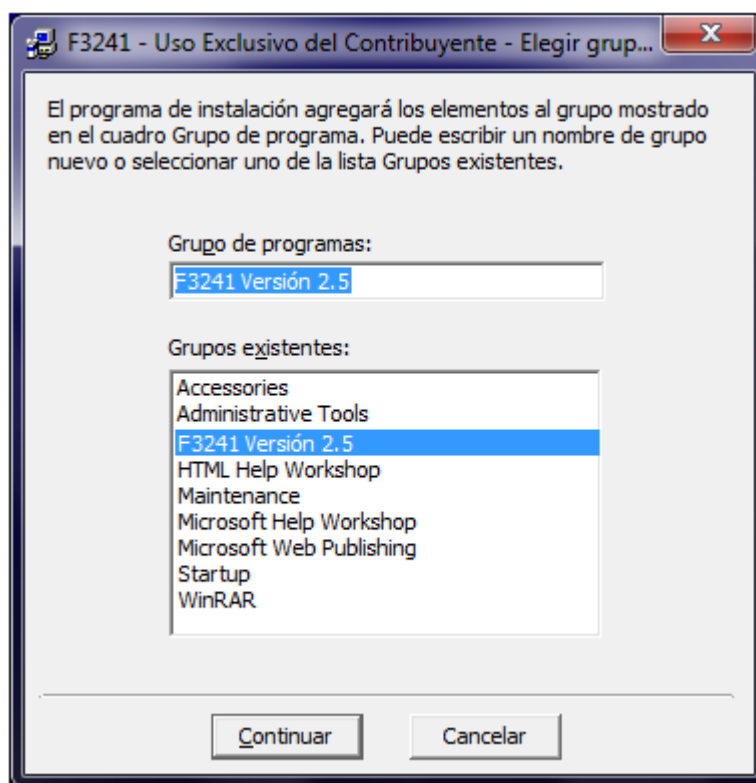 F3241 - Uso Exclusivo del Contribuyente - Elegir grup...
El programa de instalación agregará los elementos al grupo mostrado
en el cuadro Grupo de programa. Puede escribir un nombre de grupo
nuevo o seleccionar uno de la lista Grupos existentes.
Grupo de programas:
F3241 Versión 2.5
Grupos existentes:
Accessories
Administrative Tools
F3241 Versión 2.5
HTML Help Workshop
Maintenance
Microsoft Help Workshop
Microsoft Web Publishing
Startup
WinRAR
Continuar
Cancelar